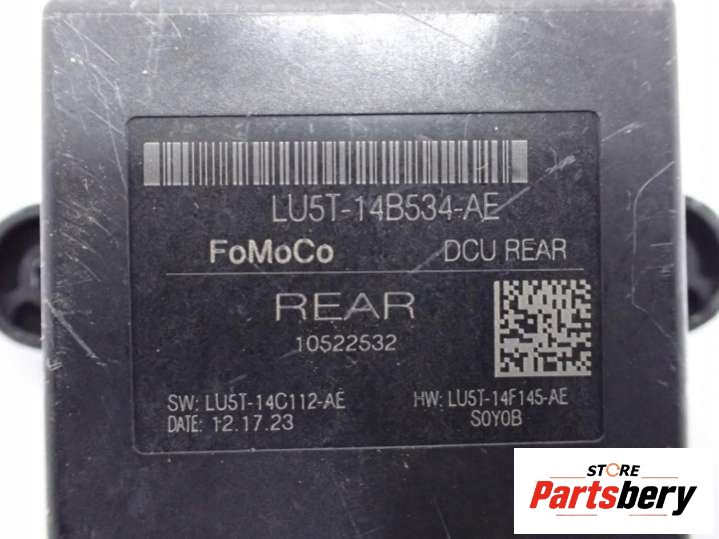 LU5T-14B534-AE
FoMoCo DCU REAR
REAR
10522532
SW: LU5T-14C112-AE HW: LU5T-14F145-AE
DATE: 12.17.23 S0Y0B
STORE
Partsbery